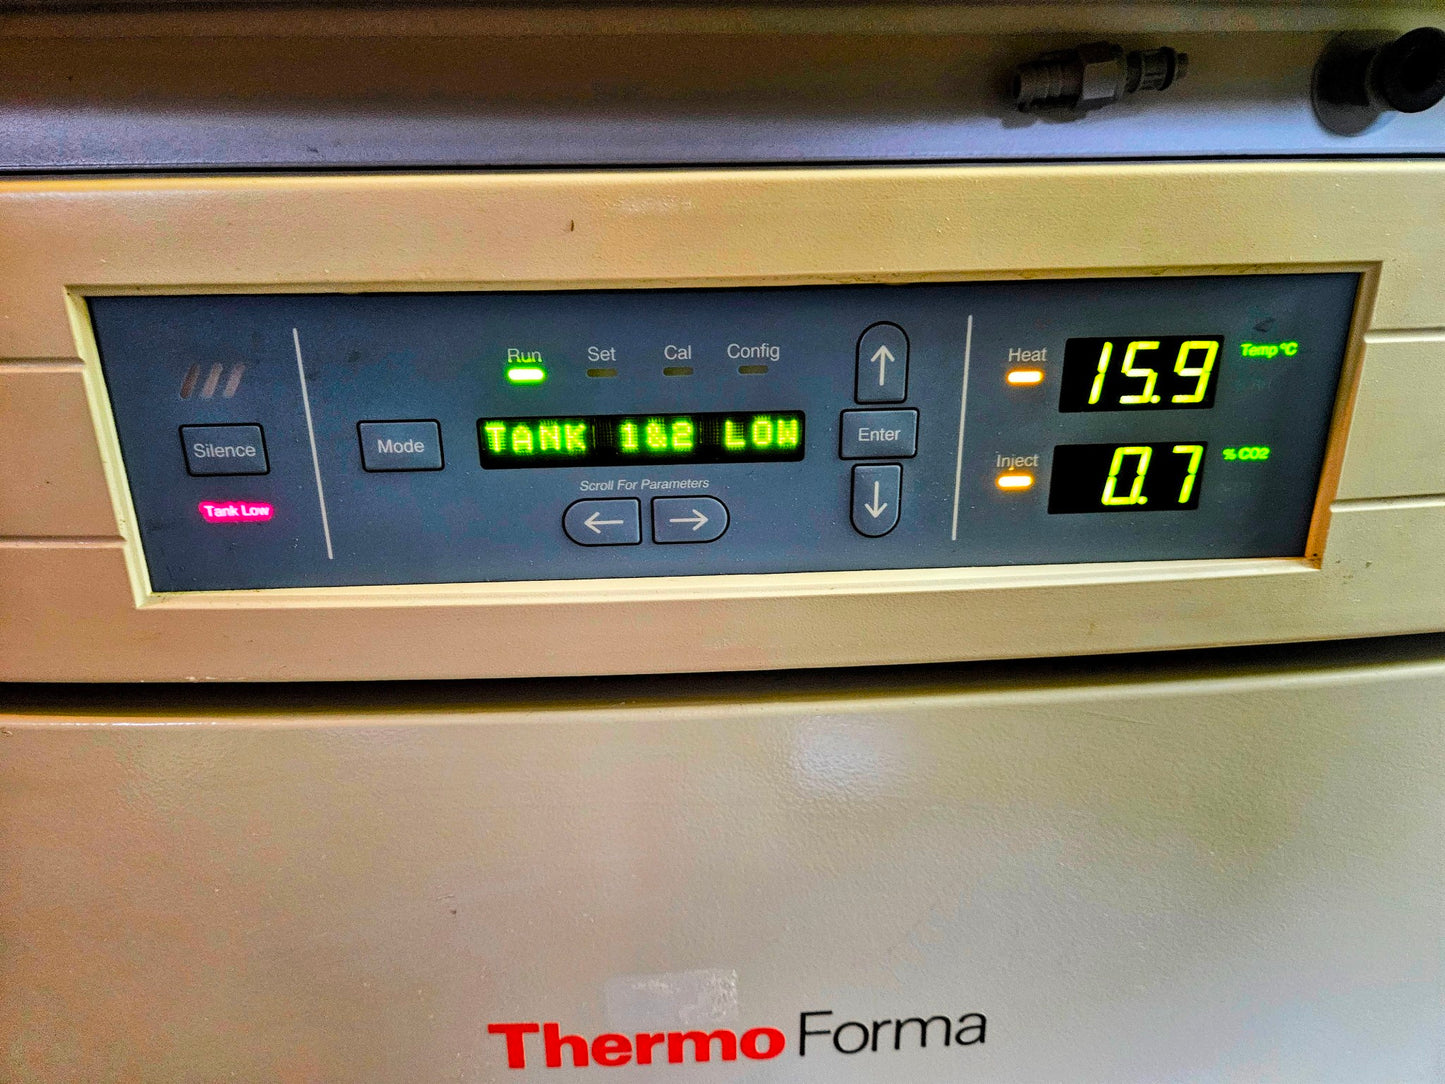 Run Set Cal Config
Heat 15.9 Temp °C
Silence
Mode
TANK 1&2 LOW
Enter
Inject 0.7 % CO2
Scroll For Parameters
Tank Low
Thermo Forma